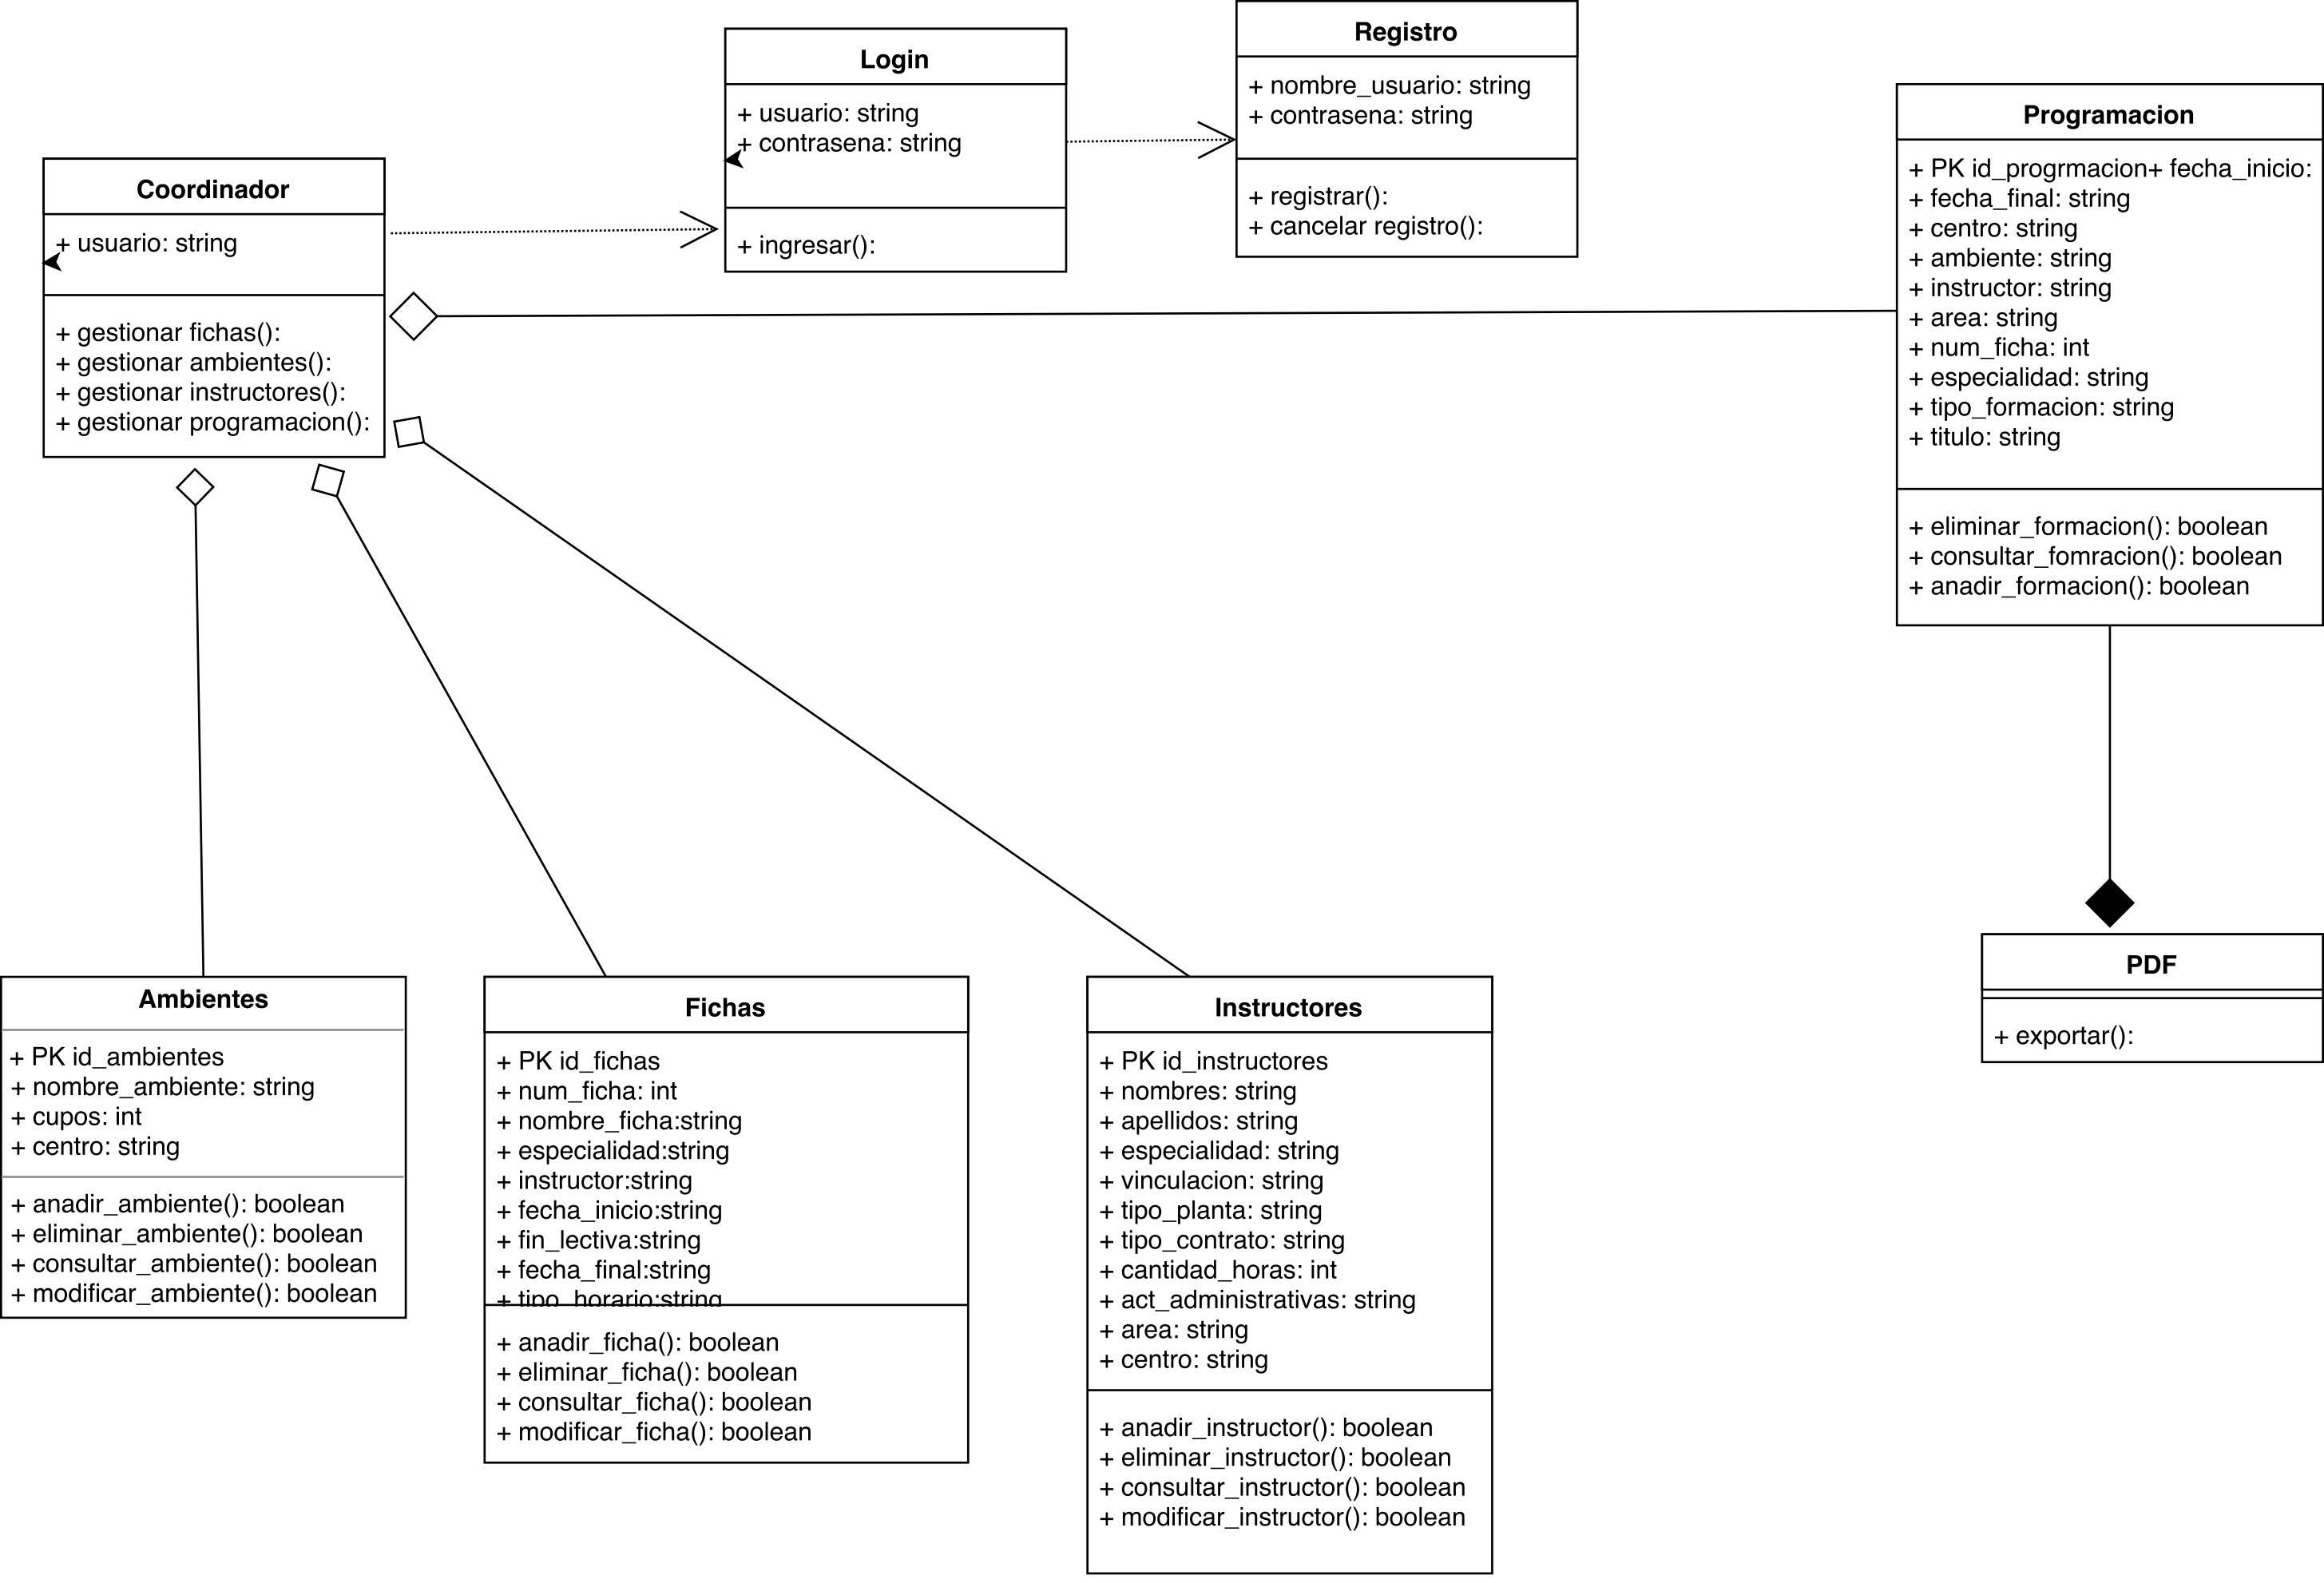 Coordinador
+ usuario: string
+ gestionar fichas():
+ gestionar ambientes():
+ gestionar instructores():
+ gestionar programacion():
Login
+ usuario: string
+ contrasena: string
+ ingresar():
Registro
+ nombre_usuario: string
+ contrasena: string
+ registrar():
+ cancelar registro():
Programacion
+ PK id_progrmacion+ fecha_inicio:
+ fecha_final: string
+ centro: string
+ ambiente: string
+ instructor: string
+ area: string
+ num_ficha: int
+ especialidad: string
+ tipo_formacion: string
+ titulo: string
+ eliminar_formacion(): boolean
+ consultar_fomracion(): boolean
+ anadir_formacion(): boolean
Ambientes
+ PK id_ambientes
+ nombre_ambiente: string
+ cupos: int
+ centro: string
+ anadir_ambiente(): boolean
+ eliminar_ambiente(): boolean
+ consultar_ambiente(): boolean
+ modificar_ambiente(): boolean
Fichas
+ PK id_fichas
+ num_ficha: int
+ nombre_ficha:string
+ especialidad:string
+ instructor:string
+ fecha_inicio:string
+ fin_lectiva:string
+ fecha_final:string
+ tipo_horario:string
+ anadir_ficha(): boolean
+ eliminar_ficha(): boolean
+ consultar_ficha(): boolean
+ modificar_ficha(): boolean
Instructores
+ PK id_instructores
+ nombres: string
+ apellidos: string
+ especialidad: string
+ vinculacion: string
+ tipo_planta: string
+ tipo_contrato: string
+ cantidad_horas: int
+ act_administrativas: string
+ area: string
+ centro: string
+ anadir_instructor(): boolean
+ eliminar_instructor(): boolean
+ consultar_instructor(): boolean
+ modificar_instructor(): boolean
PDF
+ exportar():